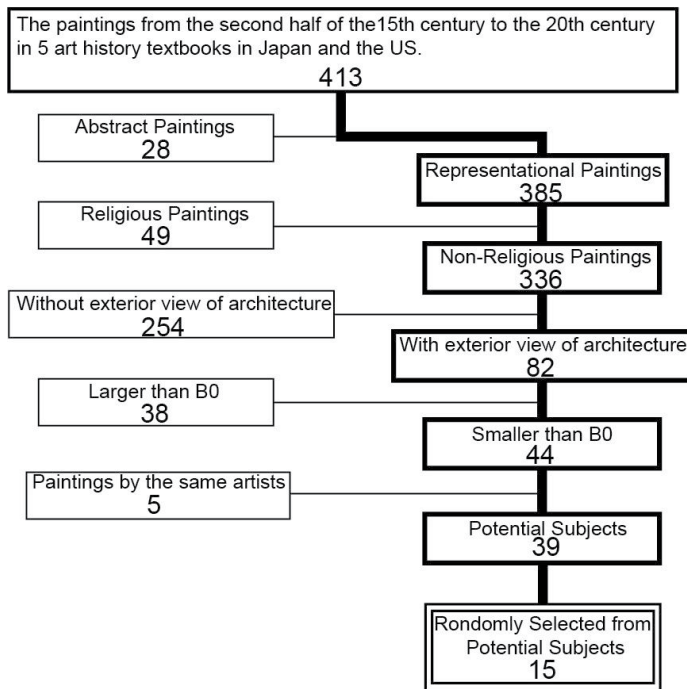 The paintings from the second half of the15th century to the 20th century
in 5 art history textbooks in Japan and the US.
413
Abstract Paintings
28
Representational Paintings
385
Religious Paintings
49
Non-Religious Paintings
336
Without exterior view of architecture
254
With exterior view of architecture
82
Larger than B0
38
Smaller than B0
44
Paintings by the same artists
5
Potential Subjects
39
Randomly Selected from
Potential Subjects
15